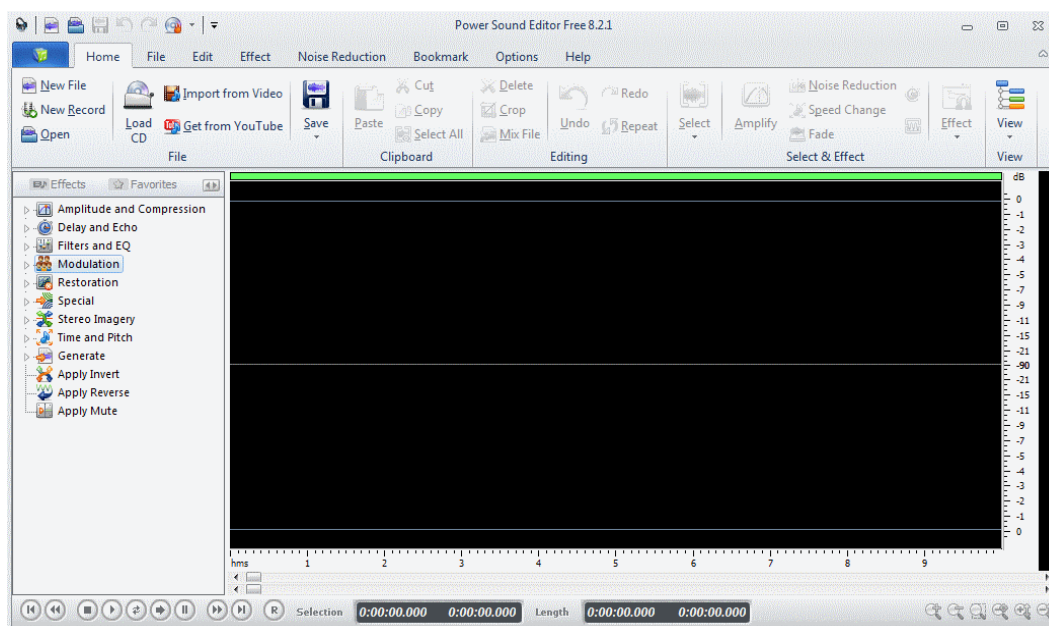 Power Sound Editor Free 8.2.1
Home File Edit Effect Noise Reduction Bookmark Options Help
New File
New Record
Open
Load CD
Import from Video
Get from YouTube
Save
File
Paste
Cut
Copy
Select All
Clipboard
Delete
Crop
Mix File
Undo
Redo
Repeat
Editing
Select
Amplify
Noise Reduction
Speed Change
Fade
Effect
Select & Effect
View
View
Effects Favorites
Amplitude and Compression
Delay and Echo
Filters and EQ
Modulation
Restoration
Special
Stereo Imagery
Time and Pitch
Generate
Apply Invert
Apply Reverse
Apply Mute
dB
0
-1
-2
-3
-4
-5
-7
-9
-11
-15
-21
-90
-21
-15
-11
-9
-7
-5
-4
-3
-2
-1
0
hms 1 2 3 4 5 6 7 8 9
R Selection 0:00:00.000 0:00:00.000 Length 0:00:00.000 0:00:00.000